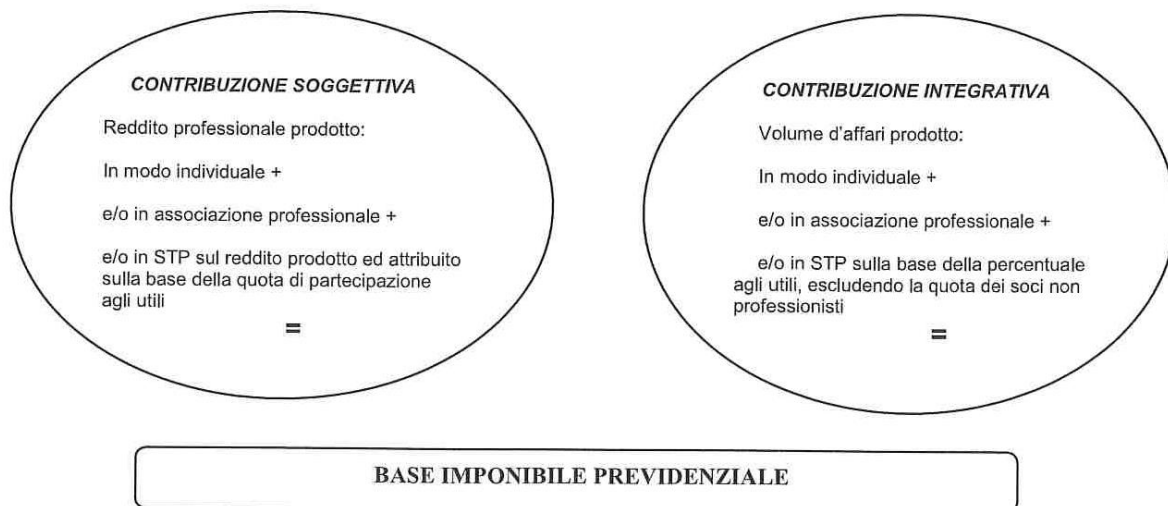 CONTRIBUZIONE SOGGETTIVA
Reddito professionale prodotto:
In modo individuale +
e/o in associazione professionale +
e/o in STP sul reddito prodotto ed attribuito
sulla base della quota di partecipazione
agli utili
=
CONTRIBUZIONE INTEGRATIVA
Volume d'affari prodotto:
In modo individuale +
e/o in associazione professionale +
e/o in STP sulla base della percentuale
agli utili, escludendo la quota dei soci non
professionisti
=
BASE IMPONIBILE PREVIDENZIALE